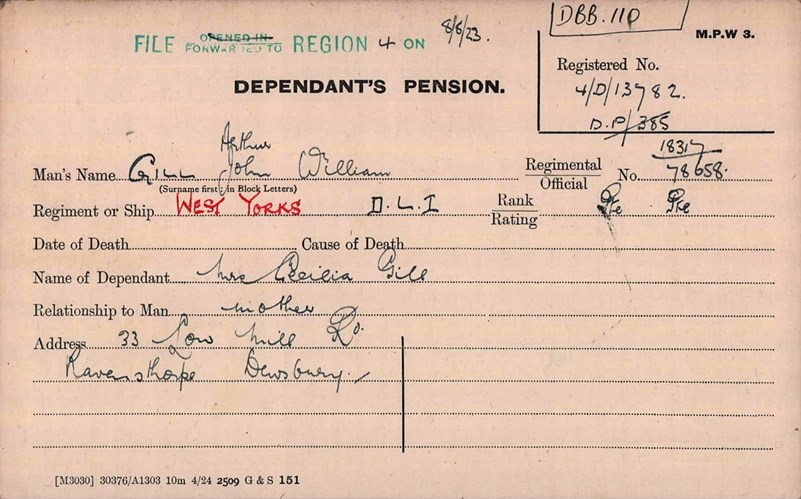 DBB. 110
M.P.W 3.
FILE OPENED IN FORWARDED TO REGION 4 ON 8/6/23.
DEPENDANT'S PENSION.
Registered No.
4/D/13782.
D.P/385
Arthur
Man's Name GILL John William
(Surname first; in Block Letters)
Regimental Official No. 18317 78658.
Regiment or Ship WEST YORKS D.L.I
Rank Rating Pte Pte
Date of Death Cause of Death
Name of Dependant Mrs Cecilia Gill
Relationship to Man mother
Address 33 Low Mill Rd.
Ravensthorpe Dewsbury.
[M3030] 30376/A1303 10m 4/24 2509 G & S 151